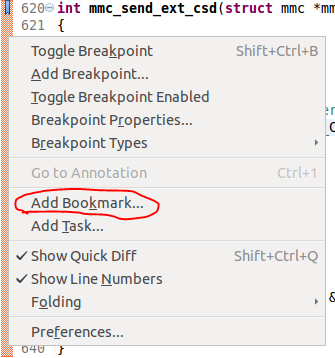 620 int mmc_send_ext_csd(struct mmc *mm
621 {
Toggle Breakpoint Shift+Ctrl+B
Add Breakpoint...
Toggle Breakpoint Enabled
Breakpoint Properties...
Breakpoint Types
Go to Annotation Ctrl+1
Add Bookmark...
Add Task...
Show Quick Diff Shift+Ctrl+Q
Show Line Numbers
Folding
&
Preferences...
640 }